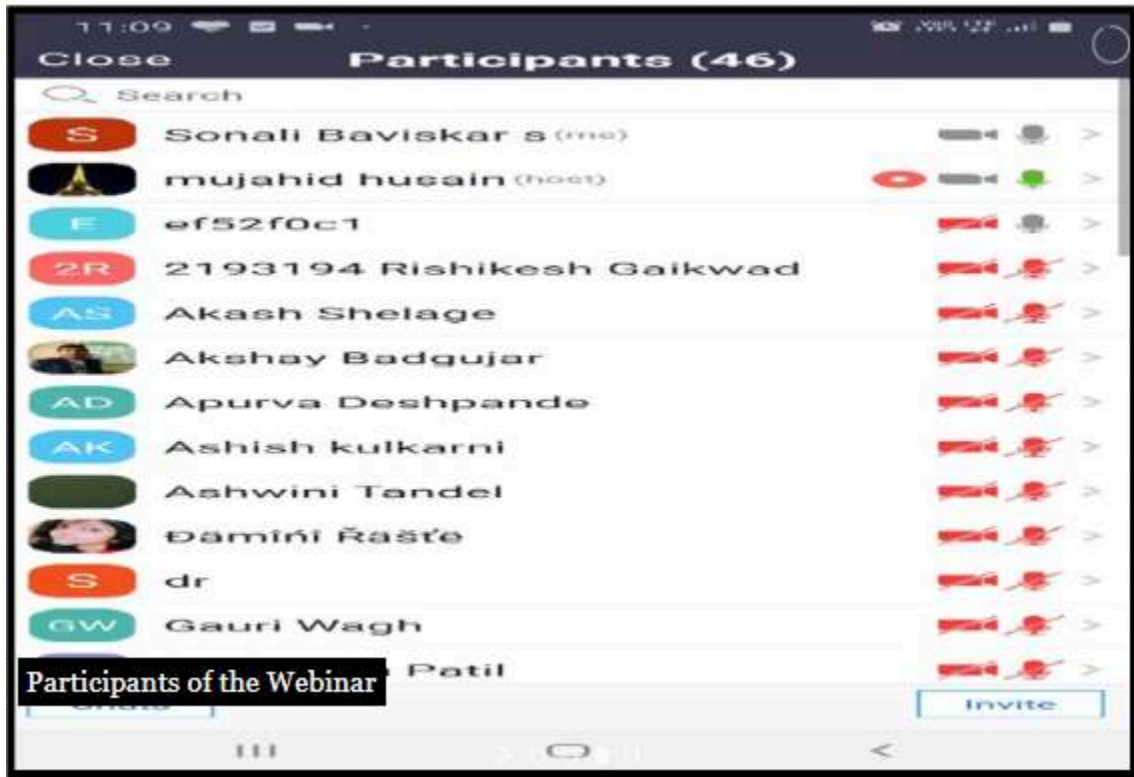 11:09
Close Participants (46)
Search
S Sonali Baviskar s (me)
mujahid husain (host)
E ef52f0c1
2R 2193194 Rishikesh Gaikwad
AS Akash Shelage
Akshay Badgujar
AD Apurva Deshpande
AK Ashish kulkarni
Ashwini Tandel
Đämíńí Řašťe
S dr
GW Gauri Wagh
Patil
Participants of the Webinar
Invite